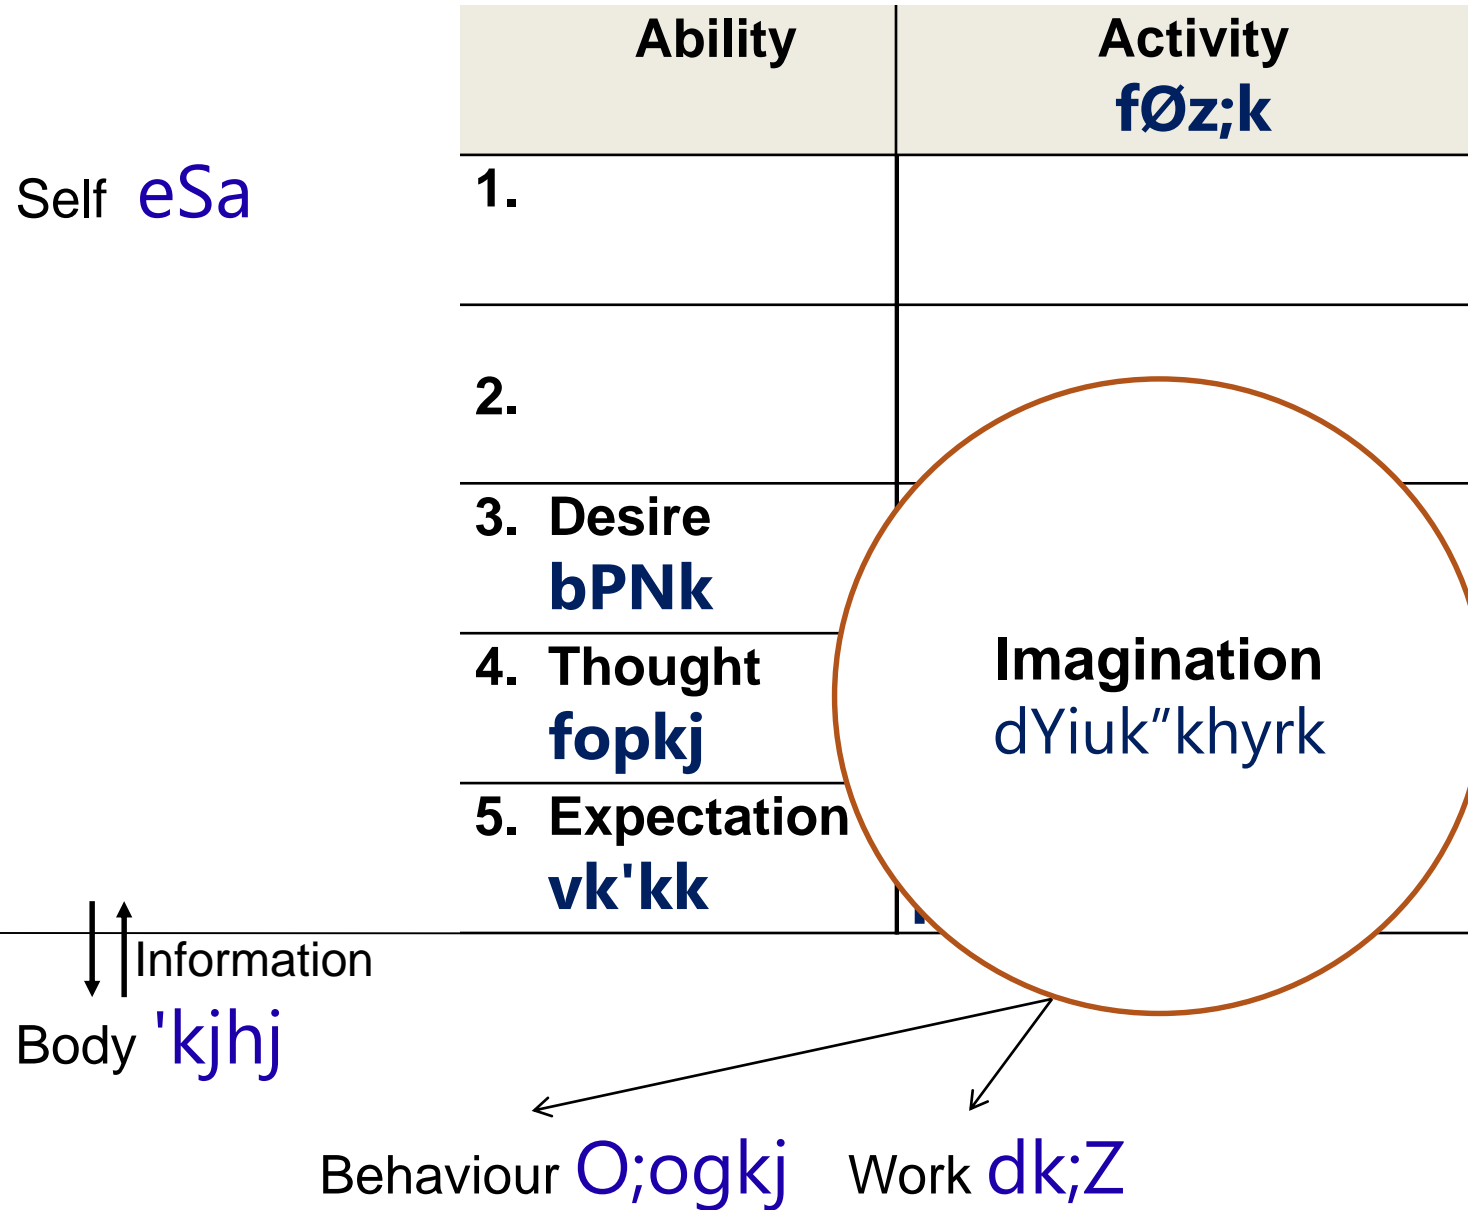 Ability
Activity
fØz;k
Self eSa
1.
2.
3. Desire
bPNk
4. Thought
fopkj
Imagination
dYiuk”khyrk
5. Expectation
vk'kk
Information
Body 'kjhj
Behaviour O;ogkj Work dk;Z